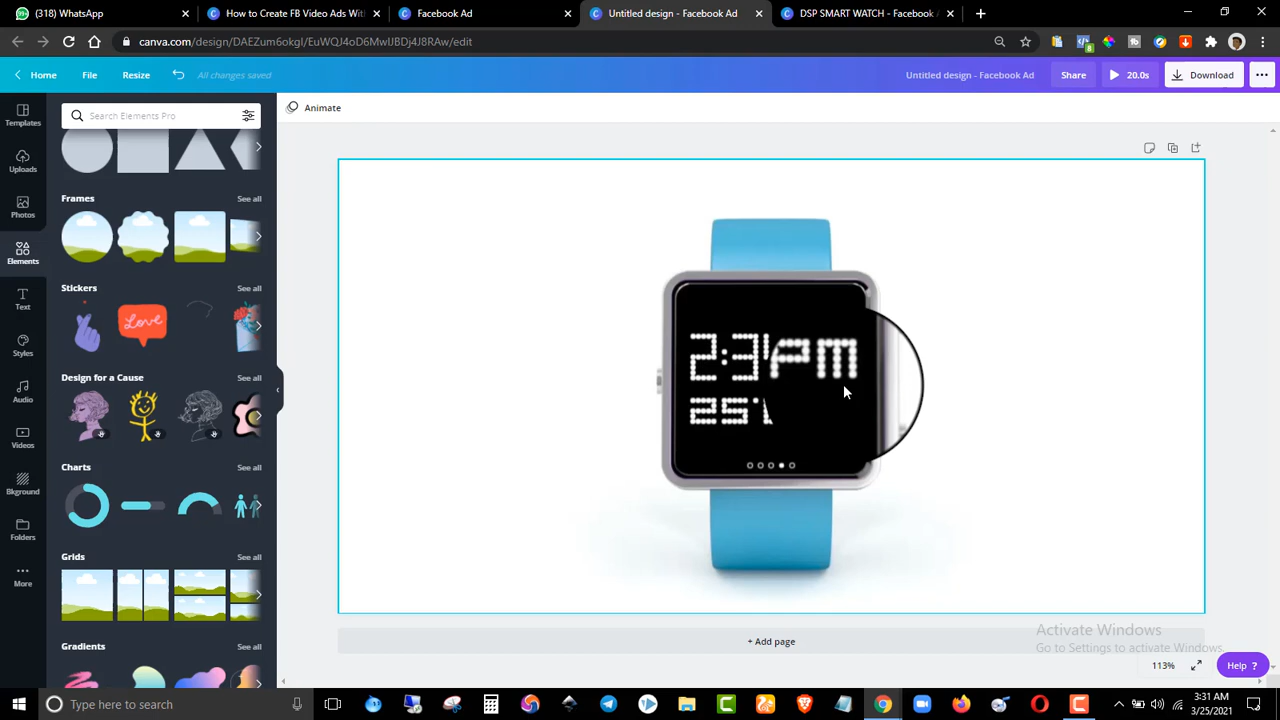 (318) WhatsApp
How to Create FB Video Ads Wit
Facebook Ad
Untitled design - Facebook Ad
DSP SMART WATCH - Facebook A
canva.com/design/DAEZum6okgI/EuWQJ4oD6MwlJBDj4J8RAw/edit
Home
File
Resize
All changes saved
Untitled design - Facebook Ad
Share
20.0s
Download
Templates
Uploads
Photos
Elements
Text
Styles
Audio
Videos
Bkground
Folders
More
Search Elements Pro
Frames
See all
Stickers
See all
Love
Design for a Cause
See all
Charts
See all
Grids
See all
Gradients
See all
Animate
2:3
PM
25
+ Add page
Activate Windows
Go to Settings to activate Windows.
113%
Help ?
Type here to search
3:31 AM
3/25/2021